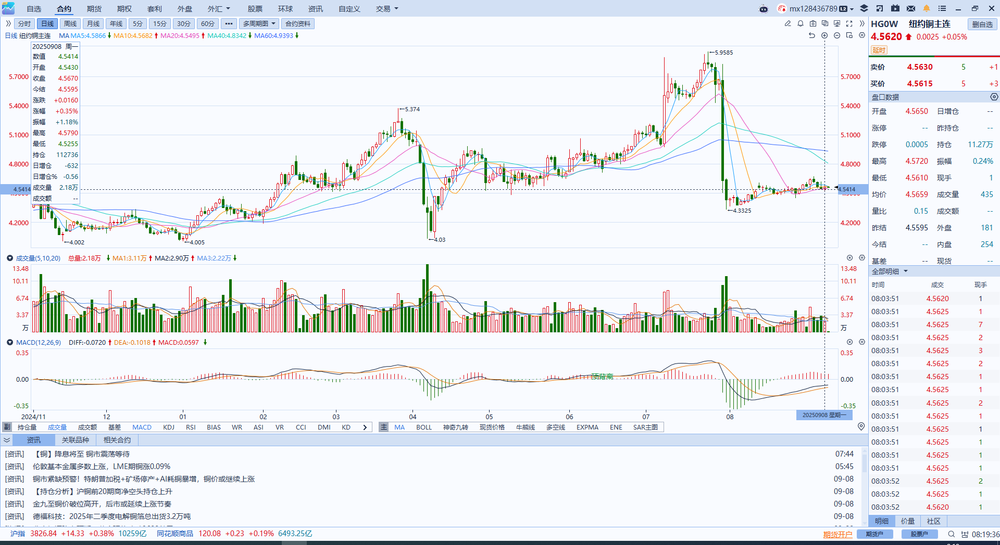 自选 合约 期货 期权 套利 外盘 外汇 股票 环球 资讯 自定义 交易 mx128436789 L2
分时 日线 周线 月线 年线 5分 15分 30分 60分 ••• 多周期图 合约资料
日线 纽约铜主连 MA MA5:4.5866 MA10:4.5682 MA20:4.5495 MA40:4.8342 MA60:4.9393
20250908 周一
数值 4.5414
开盘 4.5430
收盘 4.5670
今结 4.5595
涨跌 +0.0160
涨幅 +0.35%
振幅 +1.18%
最高 4.5790
最低 4.5255
持仓 112736
日增仓 -632
日增仓% -0.56
成交量 2.18万
成交额 --
5.7000
5.4000
5.1000
4.8000
4.5414
4.2000
5.9585
5.374
4.002
4.005
4.03
4.3325
5.7000
5.4000
5.1000
4.8000
4.5414
4.2000
成交量(5,10,20) 总量:2.18万 MA1:3.11万 MA2:2.90万 MA3:2.22万
13.48 13.48
10.11 10.11
6.74 6.74
3.37 3.37
万 万
MACD(12,26,9) DIFF:-0.0720 DEA:-0.1018 MACD:0.0597
0.35 0.35
0.00 顶背离 0.00
-0.35 -0.35
2024/11 12 01 02 03 04 05 06 07 08 20250908 星期一
副 持仓量 成交量 成交额 基差 MACD KDJ RSI BIAS WR ASI VR CCI DMI KD 主 MA BOLL 神奇九转 现货价格 牛能线 多空线 EXPMA ENE SAR主图
资讯 关联品种 相关合约
[资讯] 【铜】降息将至 铜市震荡等待 07:44
[资讯] 伦敦基本金属多数上涨，LME期铜涨0.09% 05:45
[资讯] 铜市紧缺预警！特朗普加税+矿场停产+AI耗铜暴增，铜价或继续上涨 09-08
[资讯] 【持仓分析】沪铜前20期商净空头持仓上升 09-08
[资讯] 金九至铜价破位高开，后市或延续上涨节奏 09-08
[资讯] 德福科技：2025年二季度电解铜箔总出货3.2万吨 09-08
HG0W 纽约铜主连 删自选
4.5620 0.0025 +0.05%
延时
卖价 4.5630 5 +1
买价 4.5615 5 +3
盘口数据
开盘 4.5650 日增仓 --
涨停 -- 昨持仓 --
跌停 0.0005 持仓 11.27万
最高 4.5720 振幅 0.24%
最低 4.5610 现手 1
均价 4.5659 成交量 435
量比 0.15 成交额 --
昨结 4.5595 外盘 181
今结 -- 内盘 254
基差 -- 现货 --
全部明细
时间 成交 现手
08:03:51 4.5620 1
08:03:51 4.5625 1
08:03:51 4.5625 7
08:03:51 4.5625 2
08:03:51 4.5625 3
08:03:51 4.5625 2
08:03:51 4.5625 1
08:03:51 4.5625 1
08:03:51 4.5625 2
08:03:51 4.5625 1
08:03:51 4.5625 1
08:03:51 4.5625 1
08:03:51 4.5625 1
08:03:51 4.5625 1
08:03:52 4.5625 2
08:03:52 4.5625 1
08:03:52 4.5620 1
明细 价量 社区
沪指 3826.84 +14.33 +0.38% 10259亿 同花顺商品 120.08 +0.23 +0.19% 6493.25亿 期货开户 期货户 股票户 08:19:36